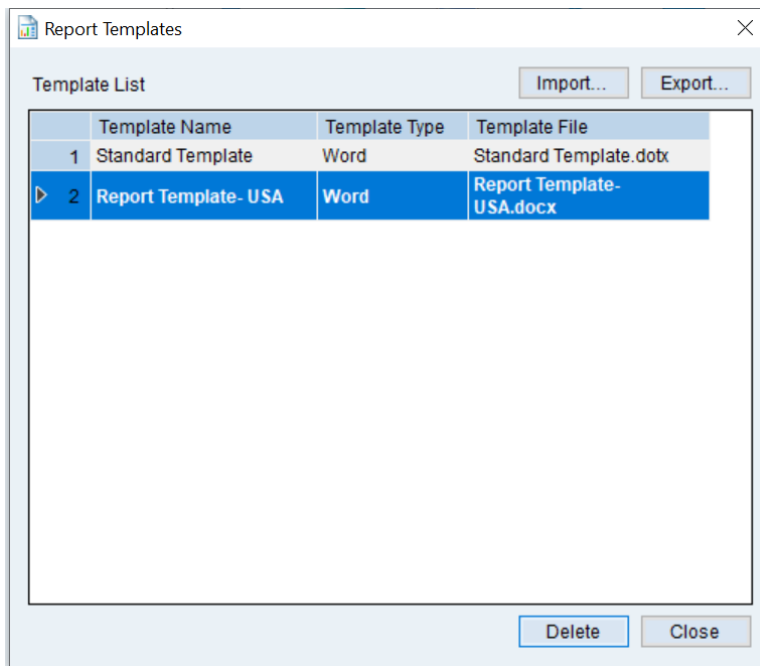 Report Templates
Template List
Import...
Export...
Template Name Template Type Template File
1 Standard Template Word Standard Template.dotx
2 Report Template- USA Word Report Template-
USA.docx
Delete
Close